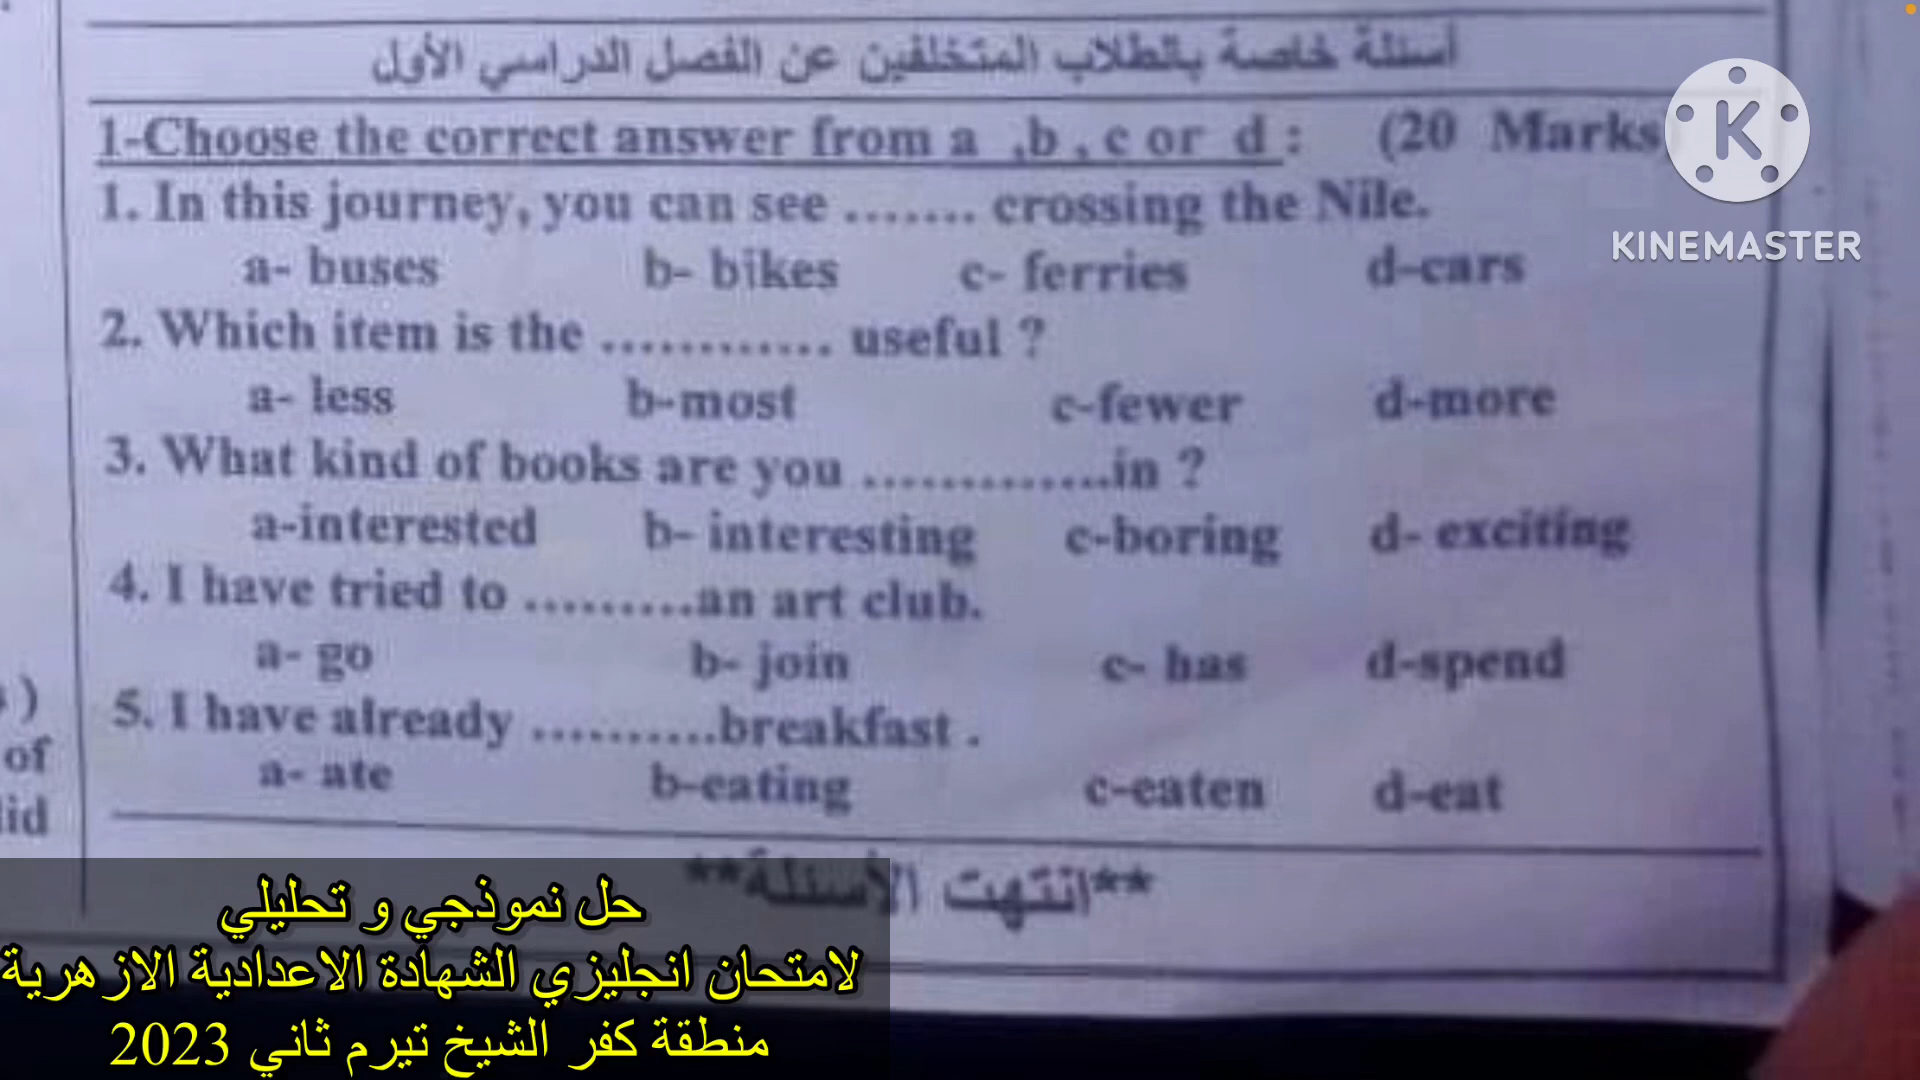 أسئلة خاصة بالطلاب المتخلفين عن الفصل الدراسي الأول
1-Choose the correct answer from a ,b , c or d : (20 Marks
1. In this journey, you can see ....... crossing the Nile.
a- buses b- bikes c- ferries d-cars
2. Which item is the ............ useful ?
a- less b-most c-fewer d-more
3. What kind of books are you .............in ?
a-interested b- interesting c-boring d- exciting
4. I have tried to .........an art club.
a- go b- join c- has d-spend
5. I have already ..........breakfast .
a- ate b-eating c-eaten d-eat
**انتهت الأسئلة**
)
of
lid
K
KINEMASTER
حل نموذجي و تحليلي
لامتحان انجليزي الشهادة الاعدادية الازهرية
منطقة كفر الشيخ تيرم ثاني 2023